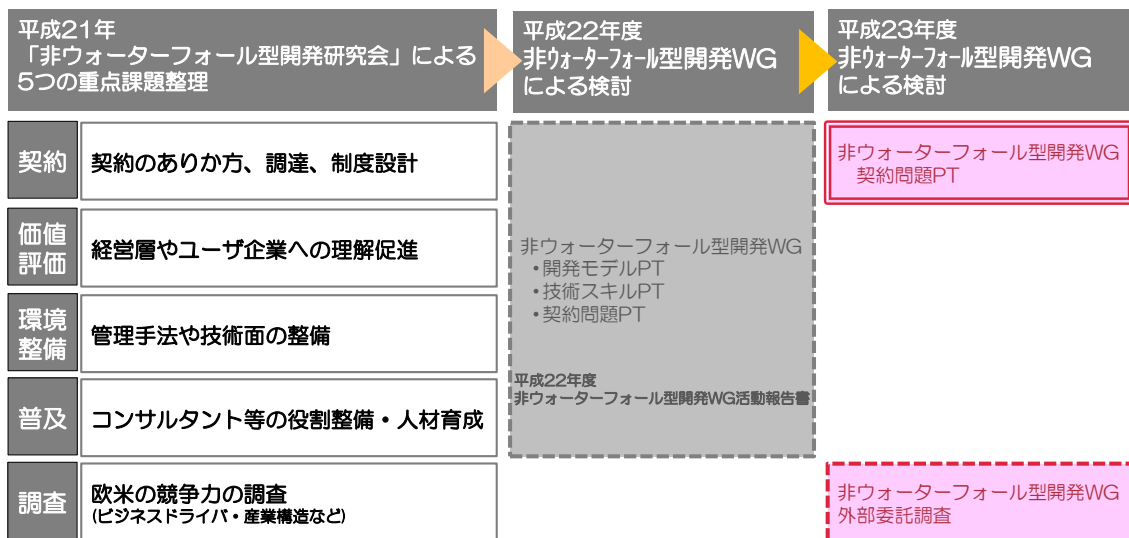 平成21年
「非ウォーターフォール型開発研究会」による
5つの重点課題整理
平成22年度
非ｳｫｰﾀｰﾌｫｰﾙ型開発WG
による検討
平成23年度
非ｳｫｰﾀｰﾌｫｰﾙ型開発WG
による検討
契約
契約のありか方、調達、制度設計
価値
評価
経営層やユーザ企業への理解促進
環境
整備
管理手法や技術面の整備
普及
コンサルタント等の役割整備・人材育成
調査
欧米の競争力の調査
(ビジネスドライバ・産業構造など)
非ウォーターフォール型開発WG
・開発モデルPT
・技術スキルPT
・契約問題PT
平成22年度
非ウォーターフォール型開発WG活動報告書
非ウォーターフォール型開発WG
契約問題PT
非ウォーターフォール型開発WG
外部委託調査